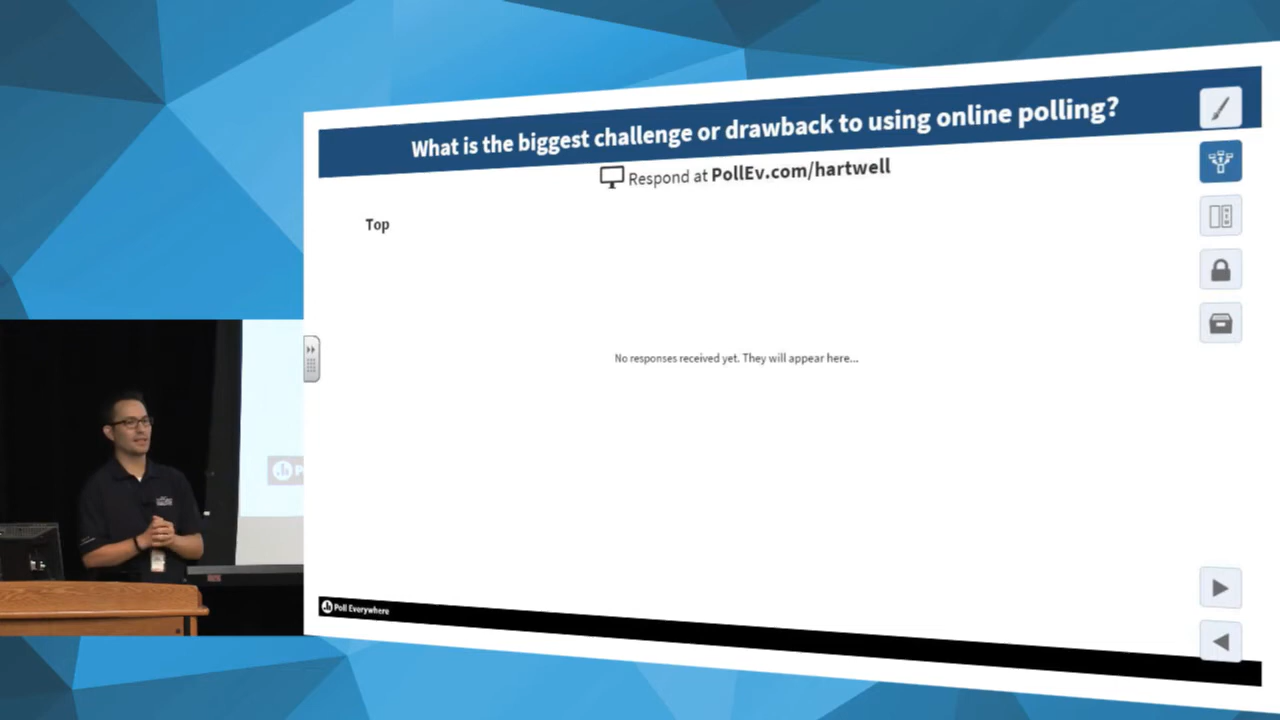 What is the biggest challenge or drawback to using online polling?
Respond at PollEv.com/hartwell
Top
No responses received yet. They will appear here...
Poll Everywhere